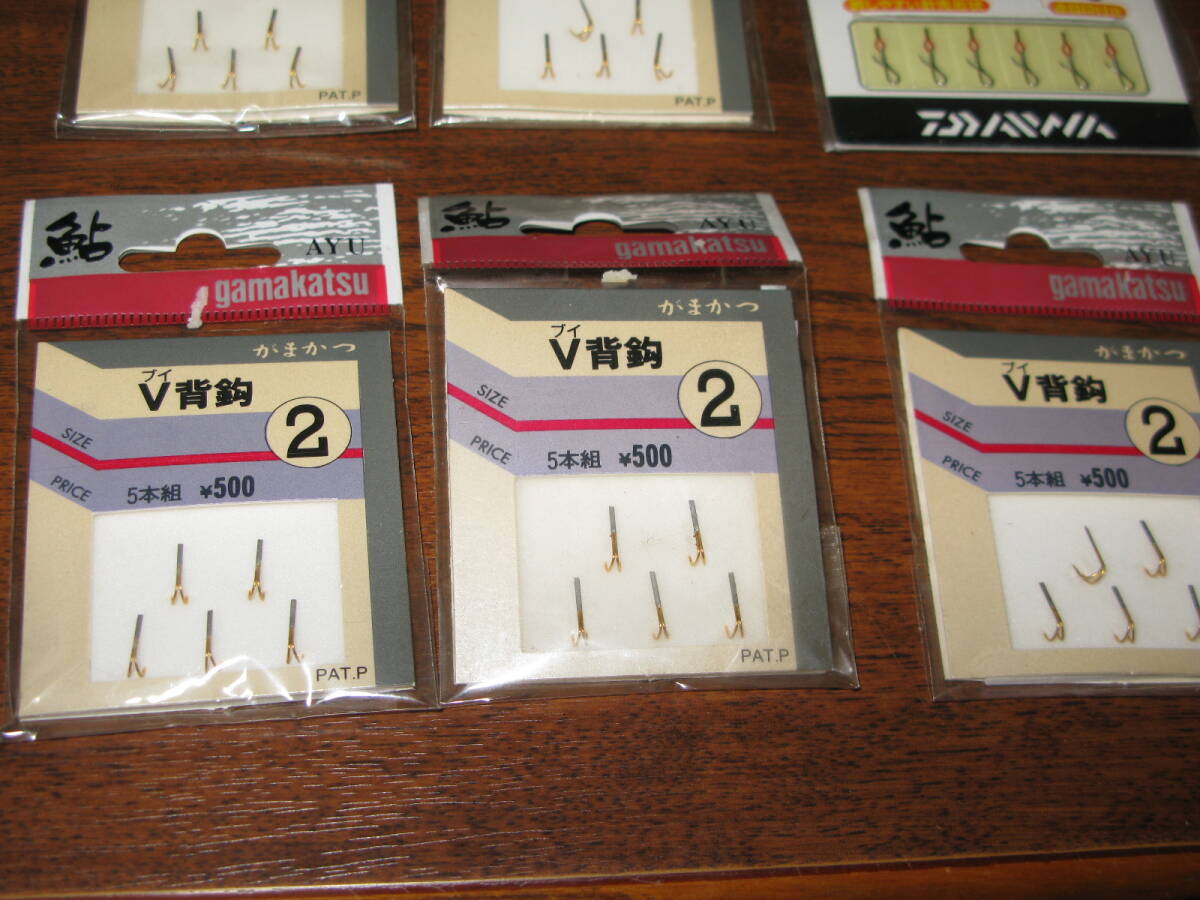 PAT.P
PAT.P
DAIWA
鮎
AYU
gamakatsu
がまかつ
ブイ
V背鈎
SIZE
2
PRICE
5本組 ¥500
PAT.P
鮎
AYU
gamakatsu
がまかつ
ブイ
V背鈎
SIZE
2
PRICE
5本組 ¥500
PAT.P
鮎
AYU
gamakatsu
がまかつ
ブイ
V背鈎
SIZE
2
PRICE
5本組 ¥500